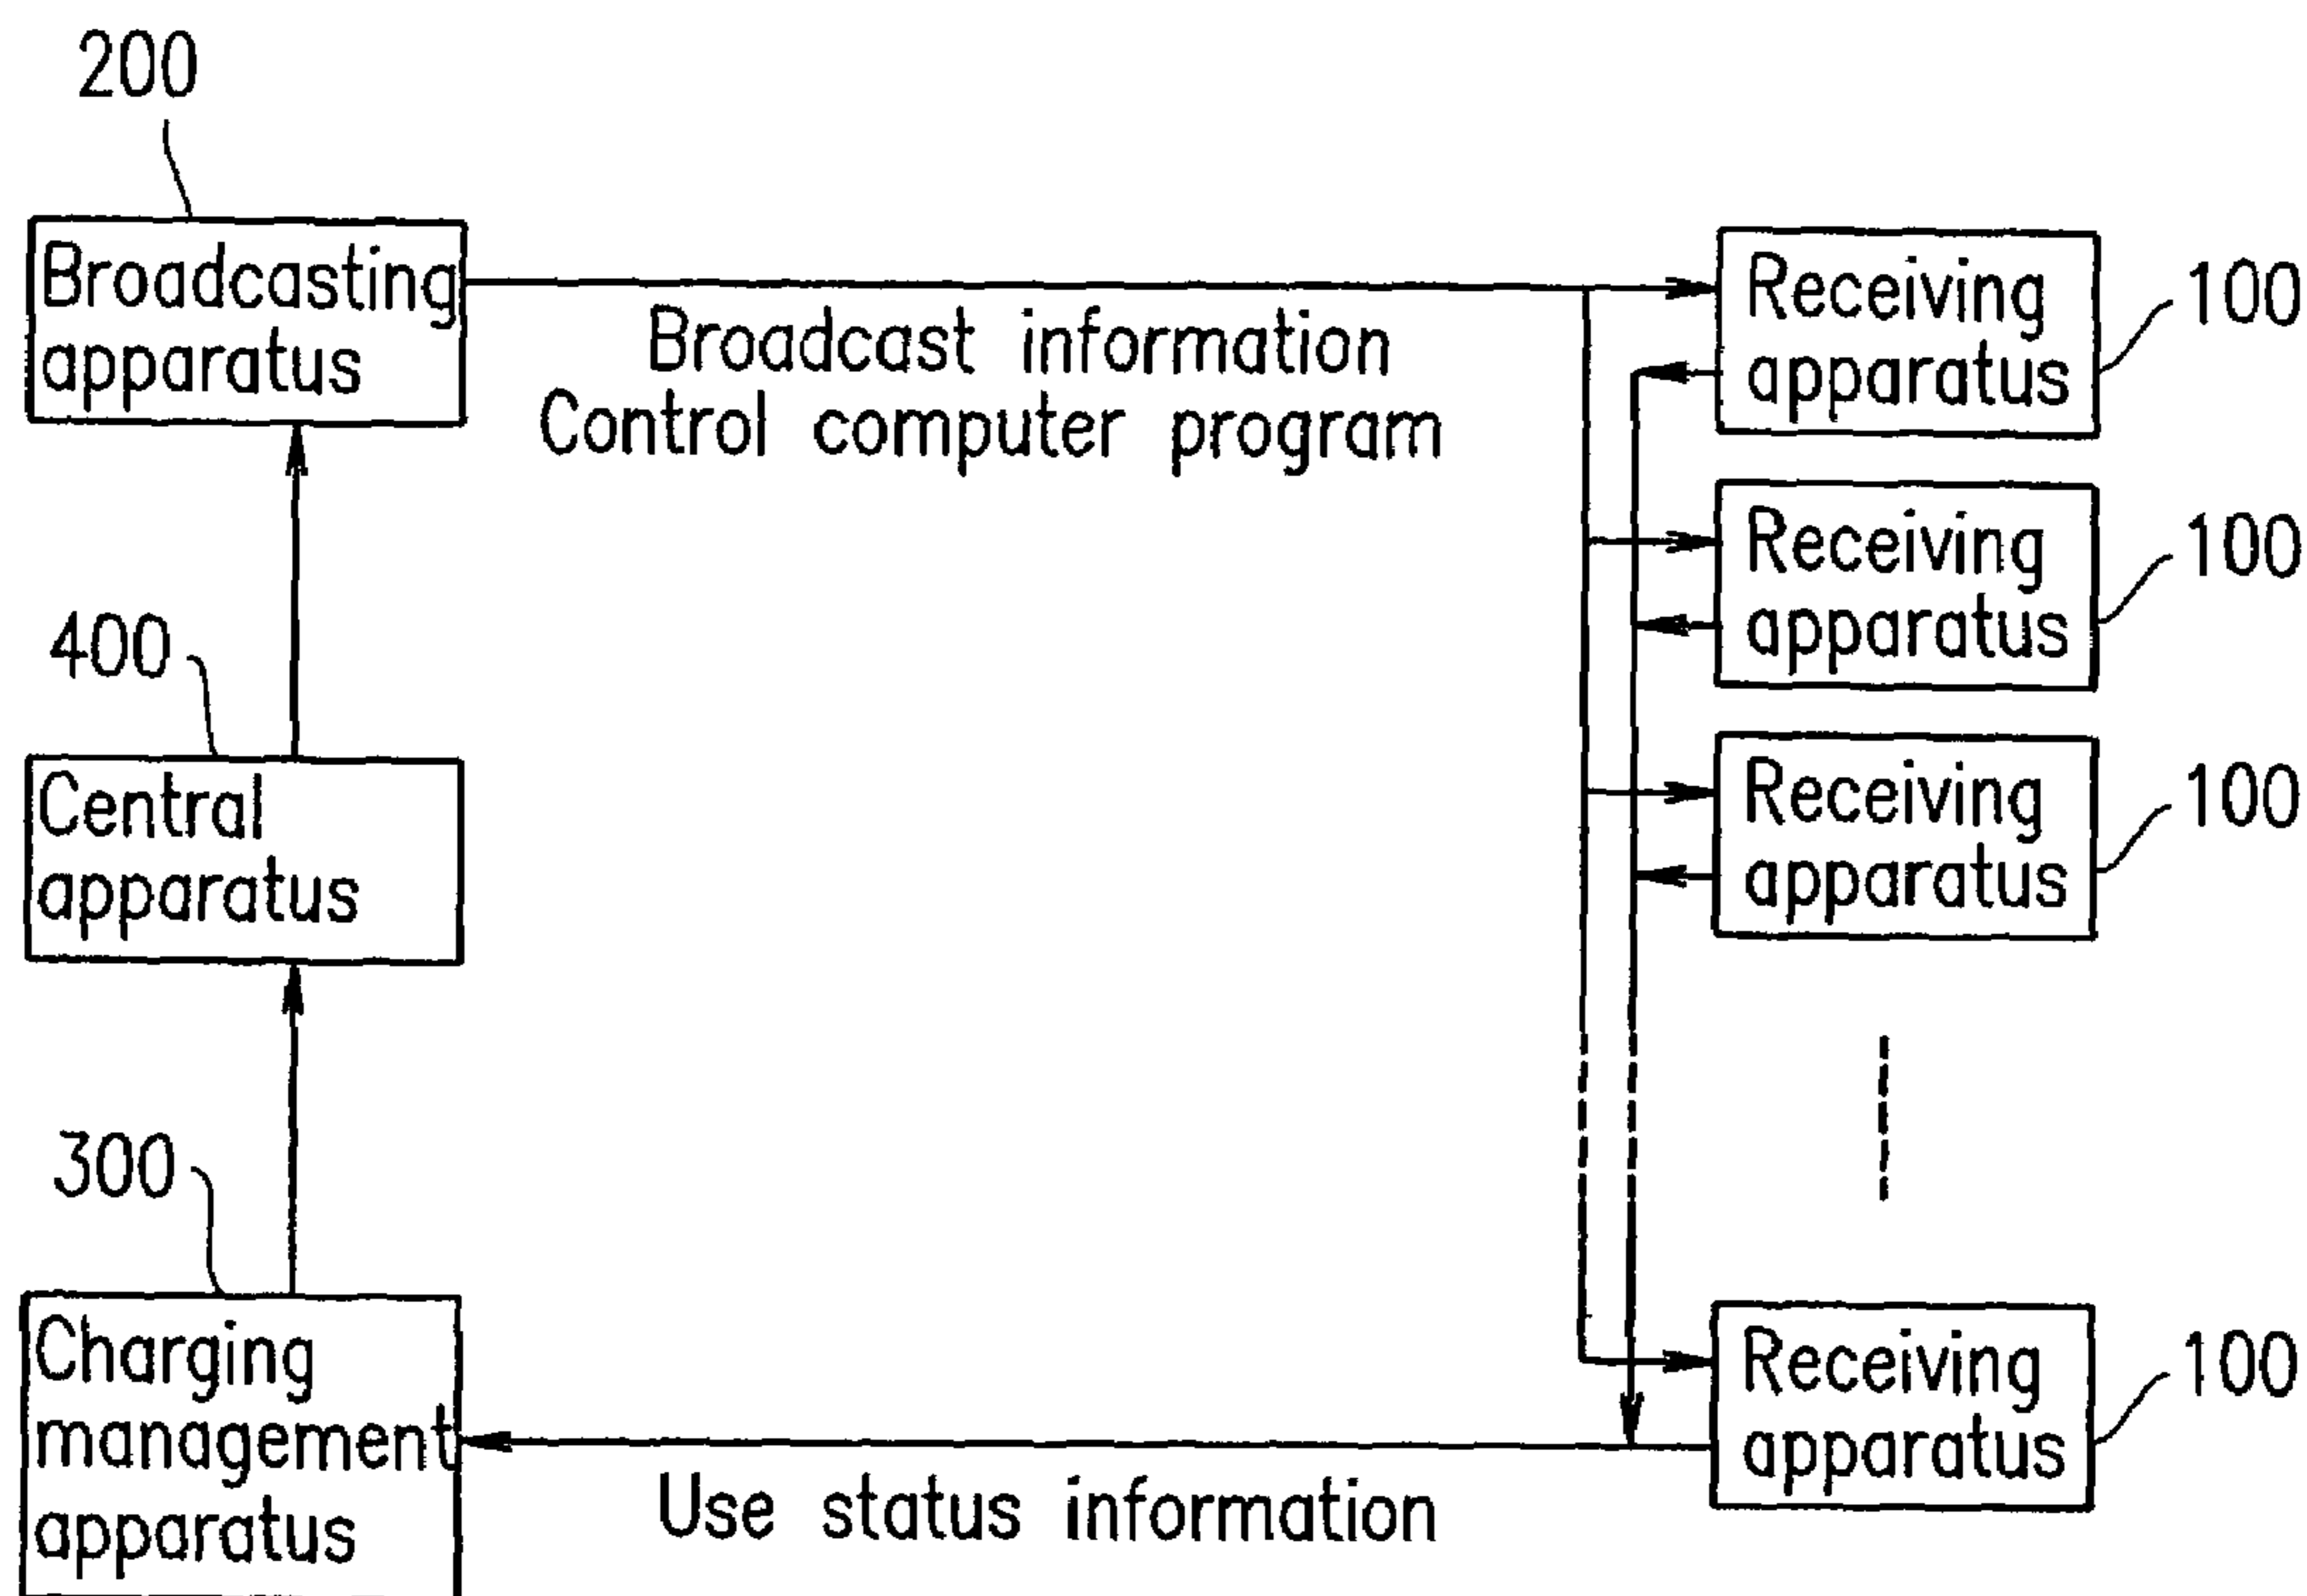 200
Broadcasting
apparatus
Broadcast information
Control computer program
Receiving
apparatus
100
Receiving
apparatus
100
400
Central
apparatus
Receiving
apparatus
100
300
Charging
management
apparatus
Use status information
Receiving
apparatus
100